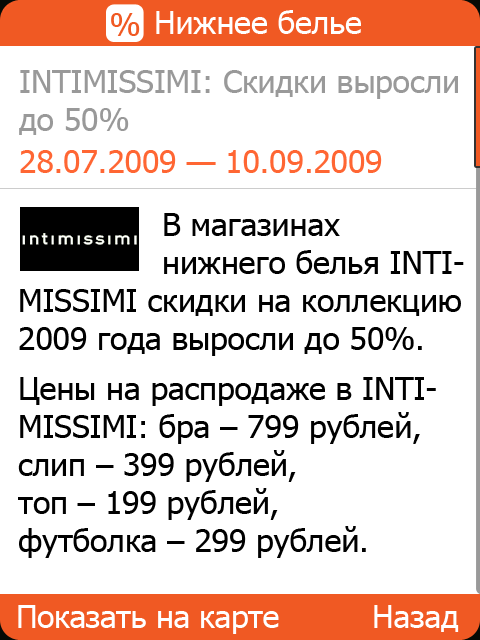 % Нижнее белье
INTIMISSIMI: Скидки выросли
до 50%
28.07.2009 — 10.09.2009
intimissimi
В магазинах
нижнего белья INTI-
MISSIMI скидки на коллекцию
2009 года выросли до 50%.
Цены на распродаже в INTI-
MISSIMI: бра – 799 рублей,
слип – 399 рублей,
топ – 199 рублей,
футболка – 299 рублей.
Показать на карте
Назад